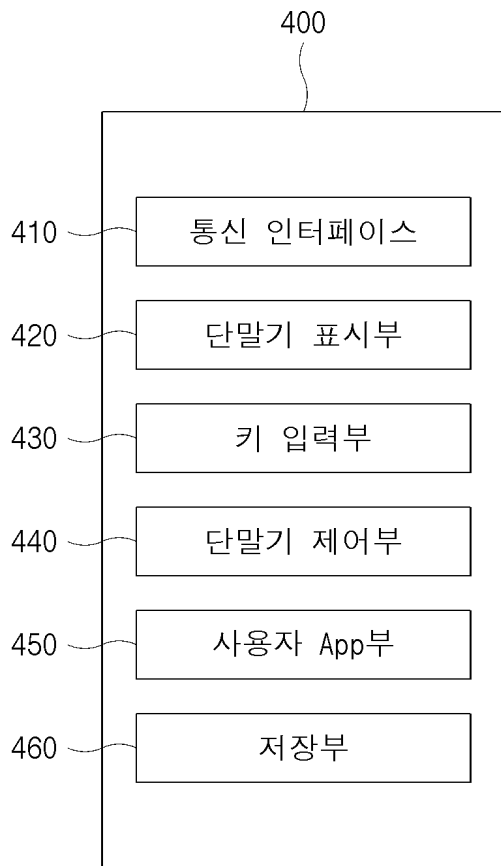 400
410 통신 인터페이스
420 단말기 표시부
430 키 입력부
440 단말기 제어부
450 사용자 App부
460 저장부